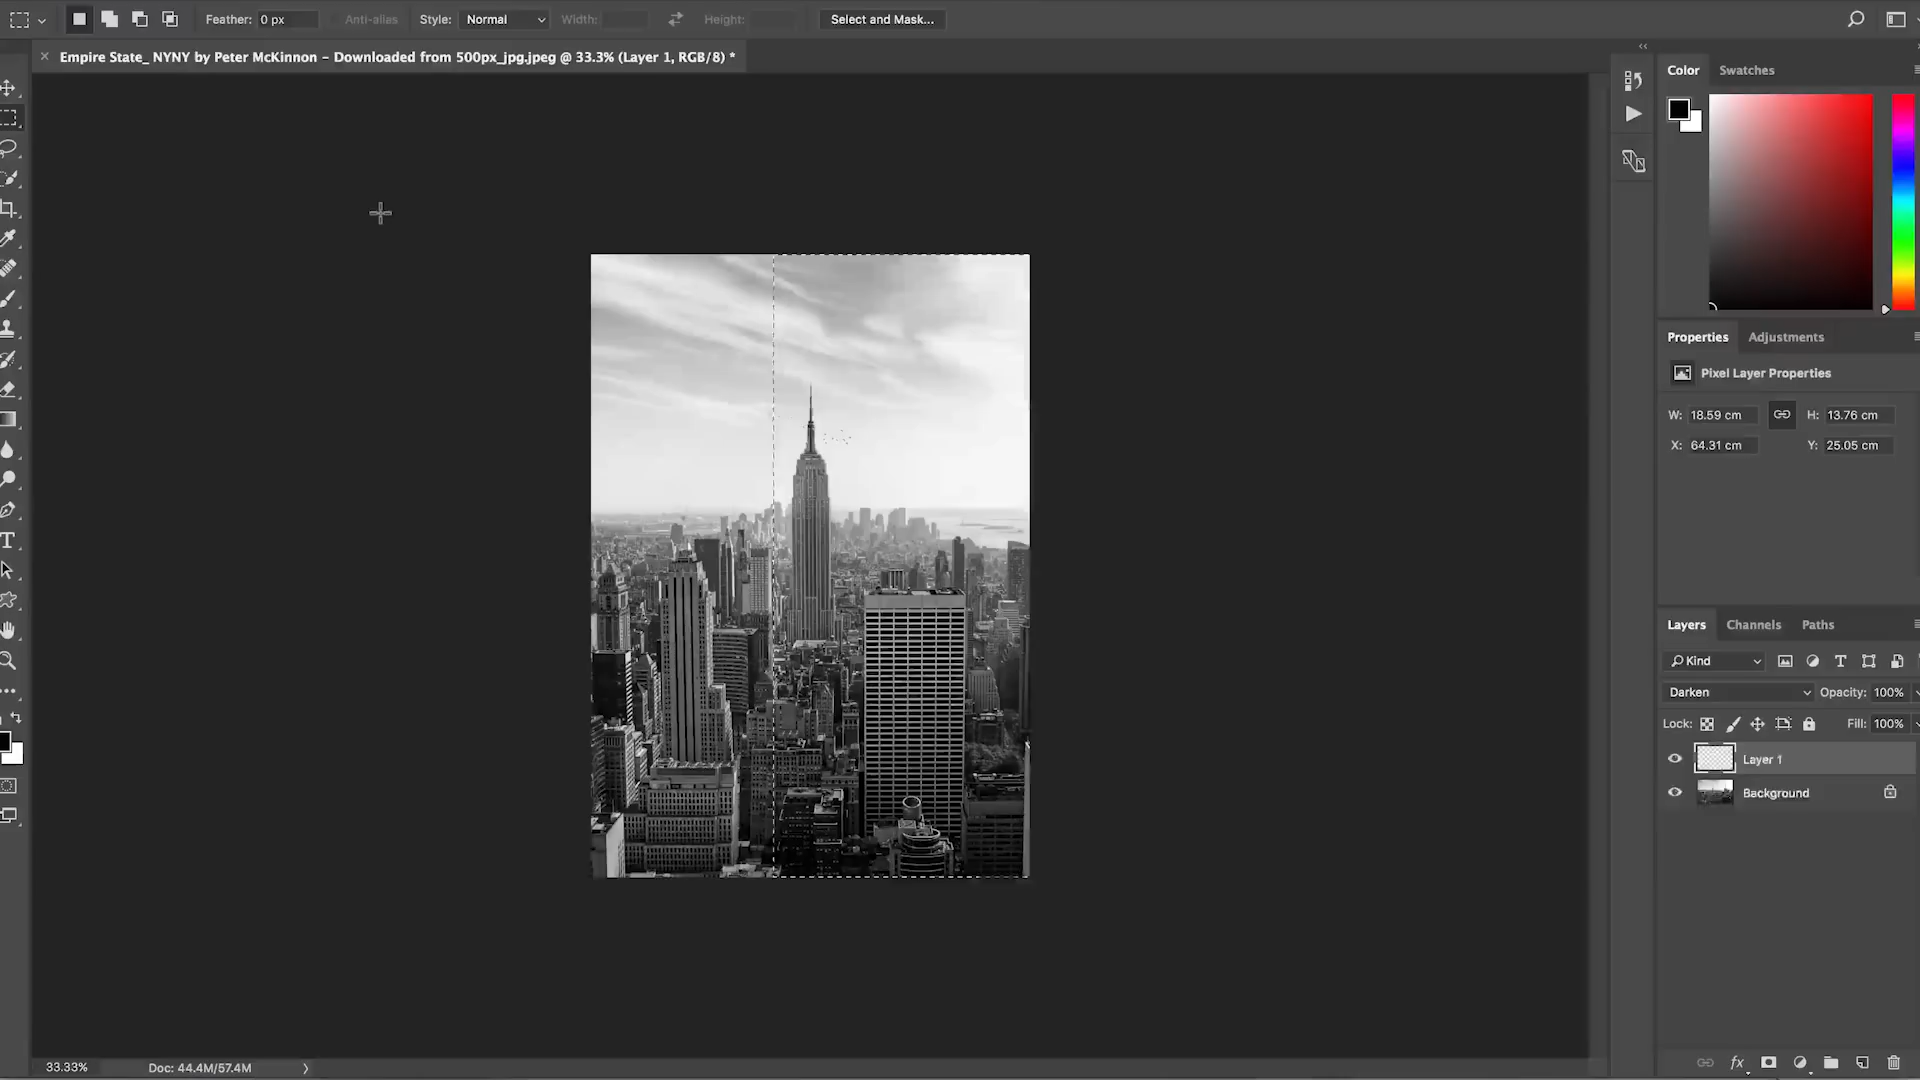 Feather: 0 px Anti-alias Style: Normal Width: Height: Select and Mask...
× Empire State_ NYNY by Peter McKinnon – Downloaded from 500px_jpg.jpeg @ 33.3% (Layer 1, RGB/8) *
Color Swatches
Properties Adjustments
Pixel Layer Properties
W: 18.59 cm H: 13.76 cm
X: 64.31 cm Y: 25.05 cm
Layers Channels Paths
Kind
Darken Opacity: 100%
Lock: Fill: 100%
Layer 1
Background
33.33% Doc: 44.4M/57.4M